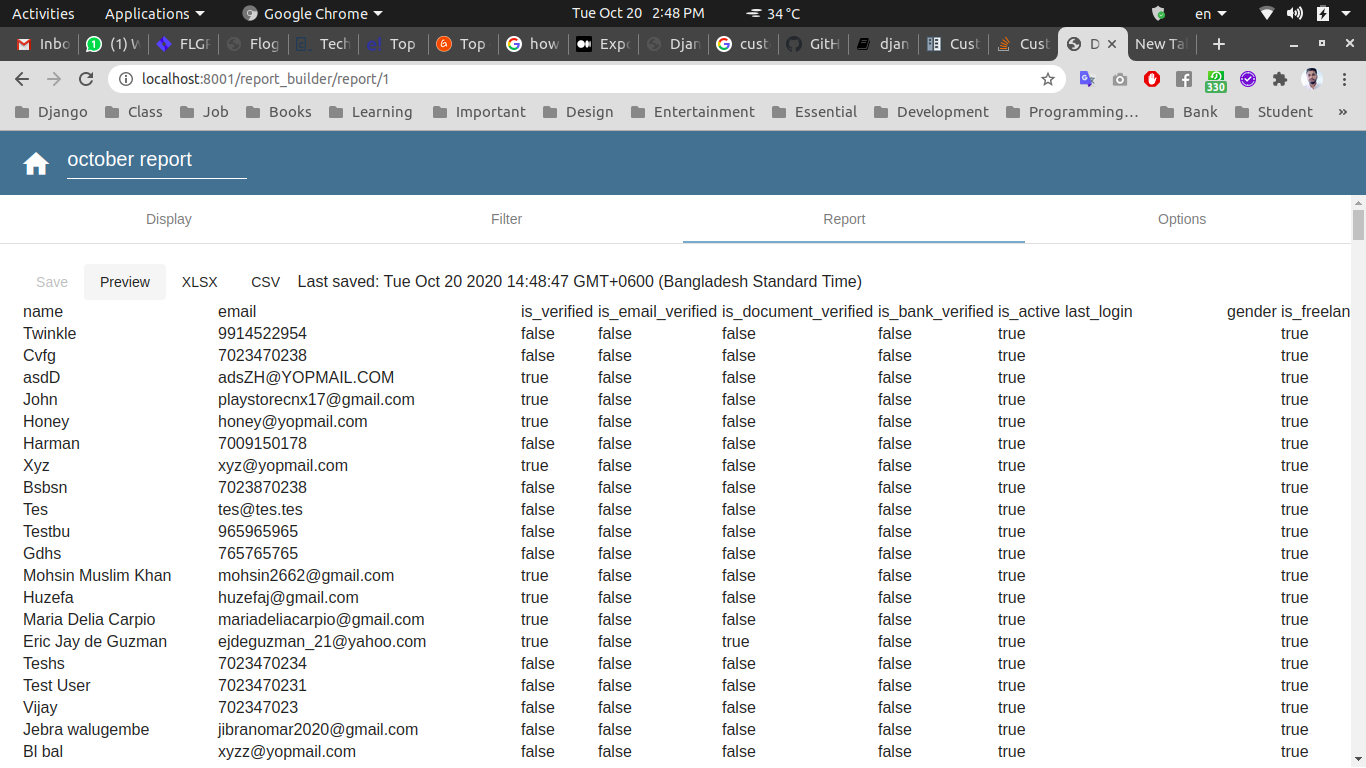 Activities Applications Google Chrome Tue Oct 20 2:48 PM 34 °C en
Inbo (1) W FLGF Flog Tech Top Top how Expo Djan cust GitH djan Cust Cust D New Ta
localhost:8001/report_builder/report/1 330
Django Class Job Books Learning Important Design Entertainment Essential Development Programming… Bank Student »
october report
Display Filter Report Options
Save Preview XLSX CSV Last saved: Tue Oct 20 2020 14:48:47 GMT+0600 (Bangladesh Standard Time)
name email is_verified is_email_verified is_document_verified is_bank_verified is_active last_login gender is_freelan
Twinkle 9914522954 false false false false true true
Cvfg 7023470238 false false false false true true
asdD adsZH@YOPMAIL.COM true false false false true true
John playstorecnx17@gmail.com true false false false true true
Honey honey@yopmail.com true false false false true true
Harman 7009150178 false false false false true true
Xyz xyz@yopmail.com true false false false true true
Bsbsn 7023870238 false false false false true true
Tes tes@tes.tes false false false false true true
Testbu 965965965 false false false false true true
Gdhs 765765765 false false false false true true
Mohsin Muslim Khan mohsin2662@gmail.com true false false false true true
Huzefa huzefaj@gmail.com true false false false true true
Maria Delia Carpio mariadeliacarpio@gmail.com true false false false true true
Eric Jay de Guzman ejdeguzman_21@yahoo.com true false true false true true
Teshs 7023470234 false false false false true true
Test User 7023470231 false false false false true true
Vijay 702347023 false false false false true true
Jebra walugembe jibranomar2020@gmail.com false false false false true true
Bl bal xyzz@yopmail.com false false false false true true